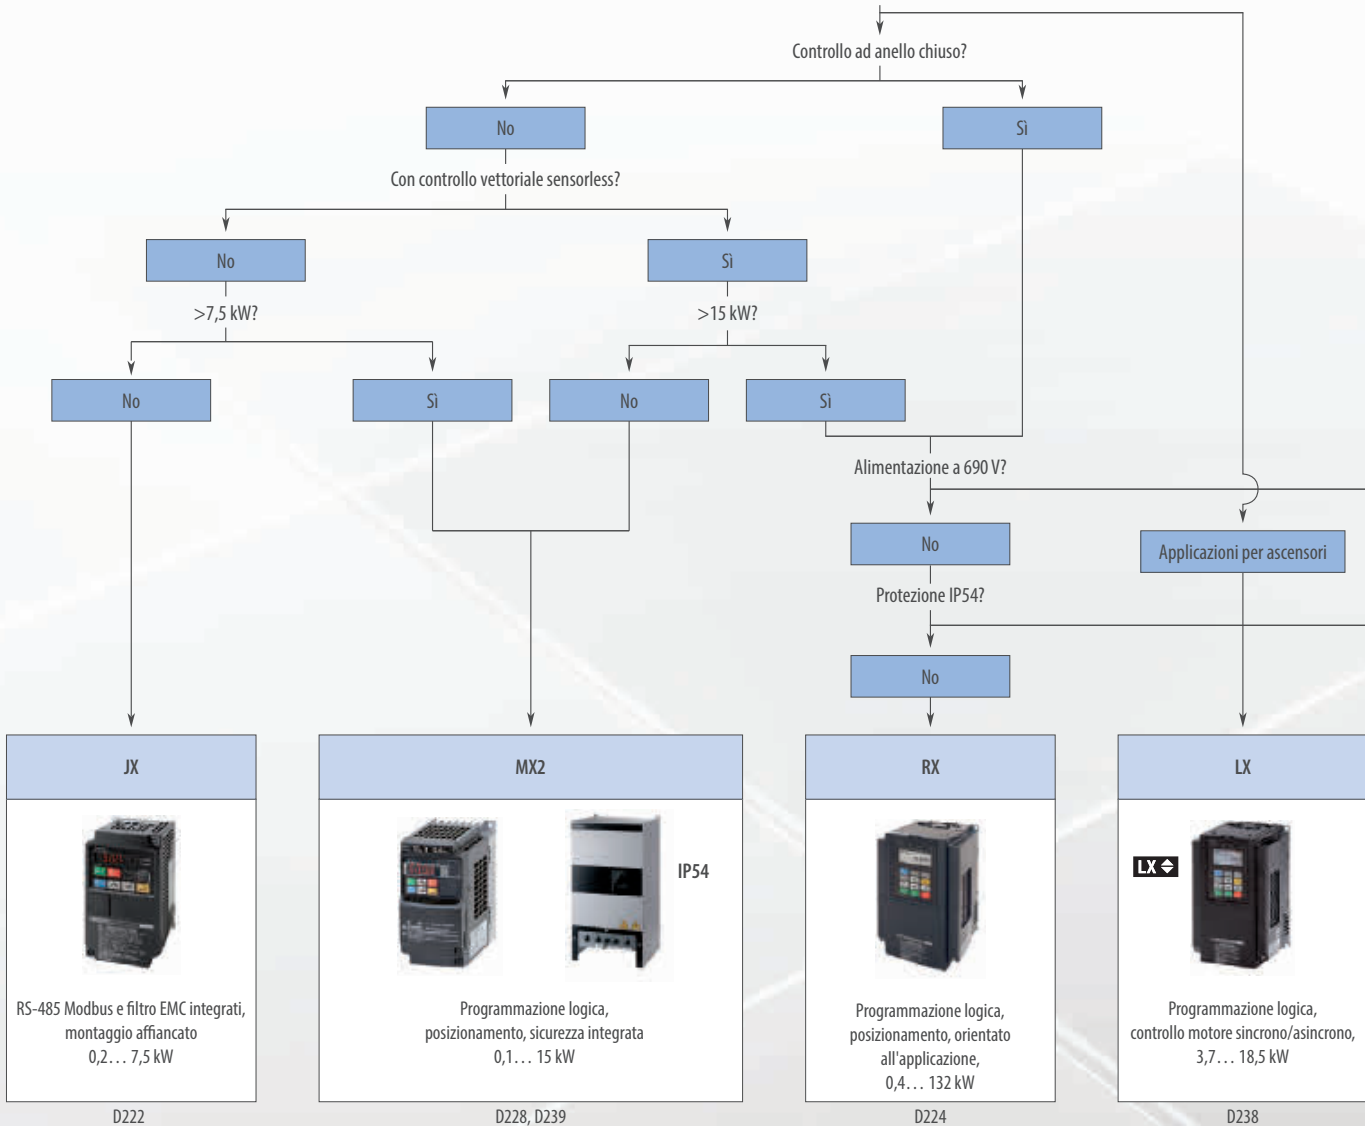 Controllo ad anello chiuso?
No
Sì
Con controllo vettoriale sensorless?
No
Sì
>7,5 kW?
>15 kW?
No
Sì
No
Sì
Alimentazione a 690 V?
No
Applicazioni per ascensori
Protezione IP54?
No
JX
MX2
RX
LX
IP54
LX
RS-485 Modbus e filtro EMC integrati,
montaggio affiancato
0,2… 7,5 kW
Programmazione logica,
posizionamento, sicurezza integrata
0,1… 15 kW
Programmazione logica,
posizionamento, orientato
all'applicazione,
0,4… 132 kW
Programmazione logica,
controllo motore sincrono/asincrono,
3,7… 18,5 kW
D222
D228, D239
D224
D238